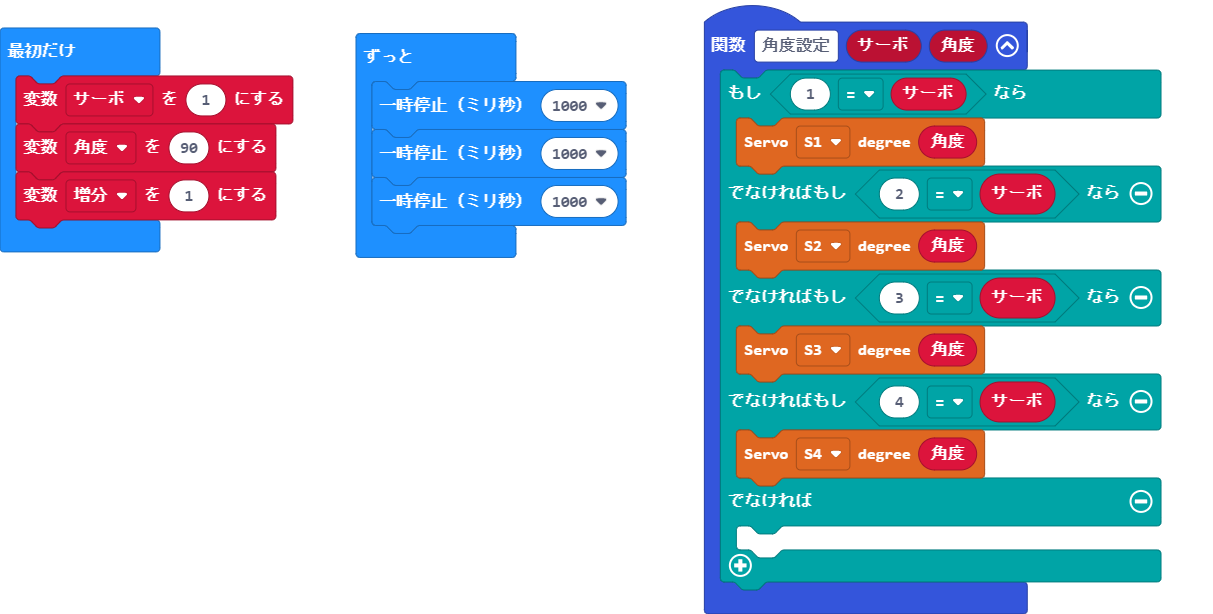 最初だけ
変数 サーボ を 1 にする
変数 角度 を 90 にする
変数 増分 を 1 にする
ずっと
一時停止（ミリ秒） 1000
一時停止（ミリ秒） 1000
一時停止（ミリ秒） 1000
関数 角度設定 サーボ 角度
もし 1 = サーボ なら
Servo S1 degree 角度
でなければもし 2 = サーボ なら
Servo S2 degree 角度
でなければもし 3 = サーボ なら
Servo S3 degree 角度
でなければもし 4 = サーボ なら
Servo S4 degree 角度
でなければ